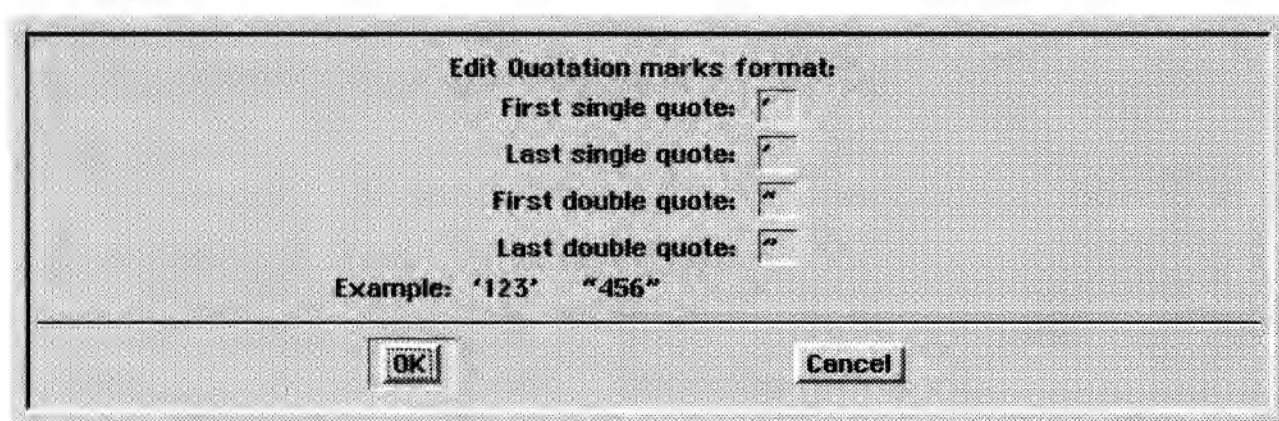 Edit Quotation marks format:
First single quote: ‘
Last single quote: ’
First double quote: “
Last double quote: ”
Example: ‘123’ “456”
OK Cancel